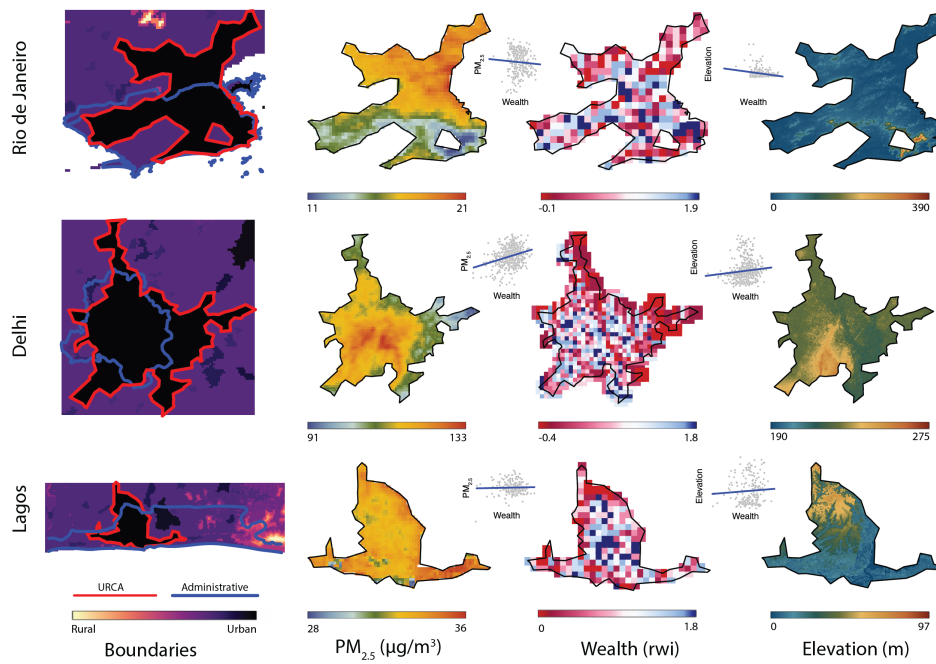 Rio de Janeiro
PM2.5
Wealth
Elevation
Wealth
11 21
-0.1 1.9
0 390
Delhi
PM2.5
Wealth
Elevation
Wealth
91 133
-0.4 1.8
190 275
Lagos
PM2.5
Wealth
Elevation
Wealth
URCA Administrative
Rural Urban
28 36
0 1.8
0 97
Boundaries
PM2.5 (µg/m³)
Wealth (rwi)
Elevation (m)